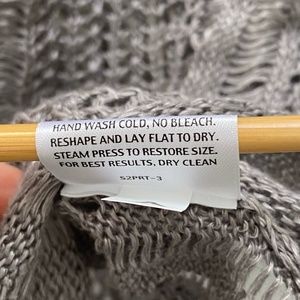 HAND WASH COLD, NO BLEACH.
RESHAPE AND LAY FLAT TO DRY.
STEAM PRESS TO RESTORE SIZE.
FOR BEST RESULTS, DRY CLEAN
S2PRT-3